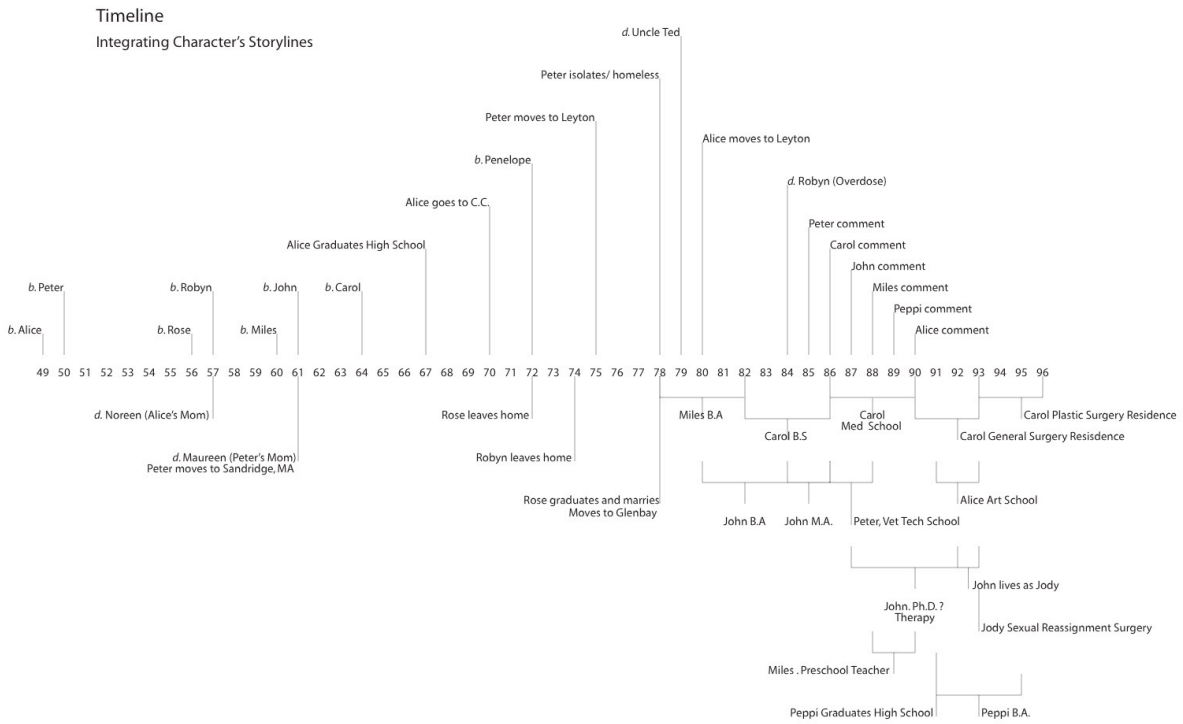 Timeline
Integrating Character's Storylines
d. Uncle Ted
Peter isolates/ homeless
Peter moves to Leyton
Alice moves to Leyton
b. Penelope
d. Robyn (Overdose)
Alice goes to C.C.
Peter comment
Alice Graduates High School
Carol comment
John comment
b. Peter
b. Robyn
b. John
b. Carol
Miles comment
Peppi comment
b. Alice
b. Rose
b. Miles
Alice comment
49 50 51 52 53 54 55 56 57 58 59 60 61 62 63 64 65 66 67 68 69 70 71 72 73 74 75 76 77 78 79 80 81 82 83 84 85 86 87 88 89 90 91 92 93 94 95 96
d. Noreen (Alice's Mom)
Rose leaves home
Miles B.A
Carol
Med School
Carol Plastic Surgery Residence
Carol B.S
Carol General Surgery Resisdence
d. Maureen (Peter's Mom)
Peter moves to Sandridge, MA
Robyn leaves home
Rose graduates and marries
Moves to Glenbay
Alice Art School
John B.A
John M.A.
Peter, Vet Tech School
John lives as Jody
John. Ph.D. ?
Therapy
Jody Sexual Reassignment Surgery
Miles . Preschool Teacher
Peppi Graduates High School
Peppi B.A.